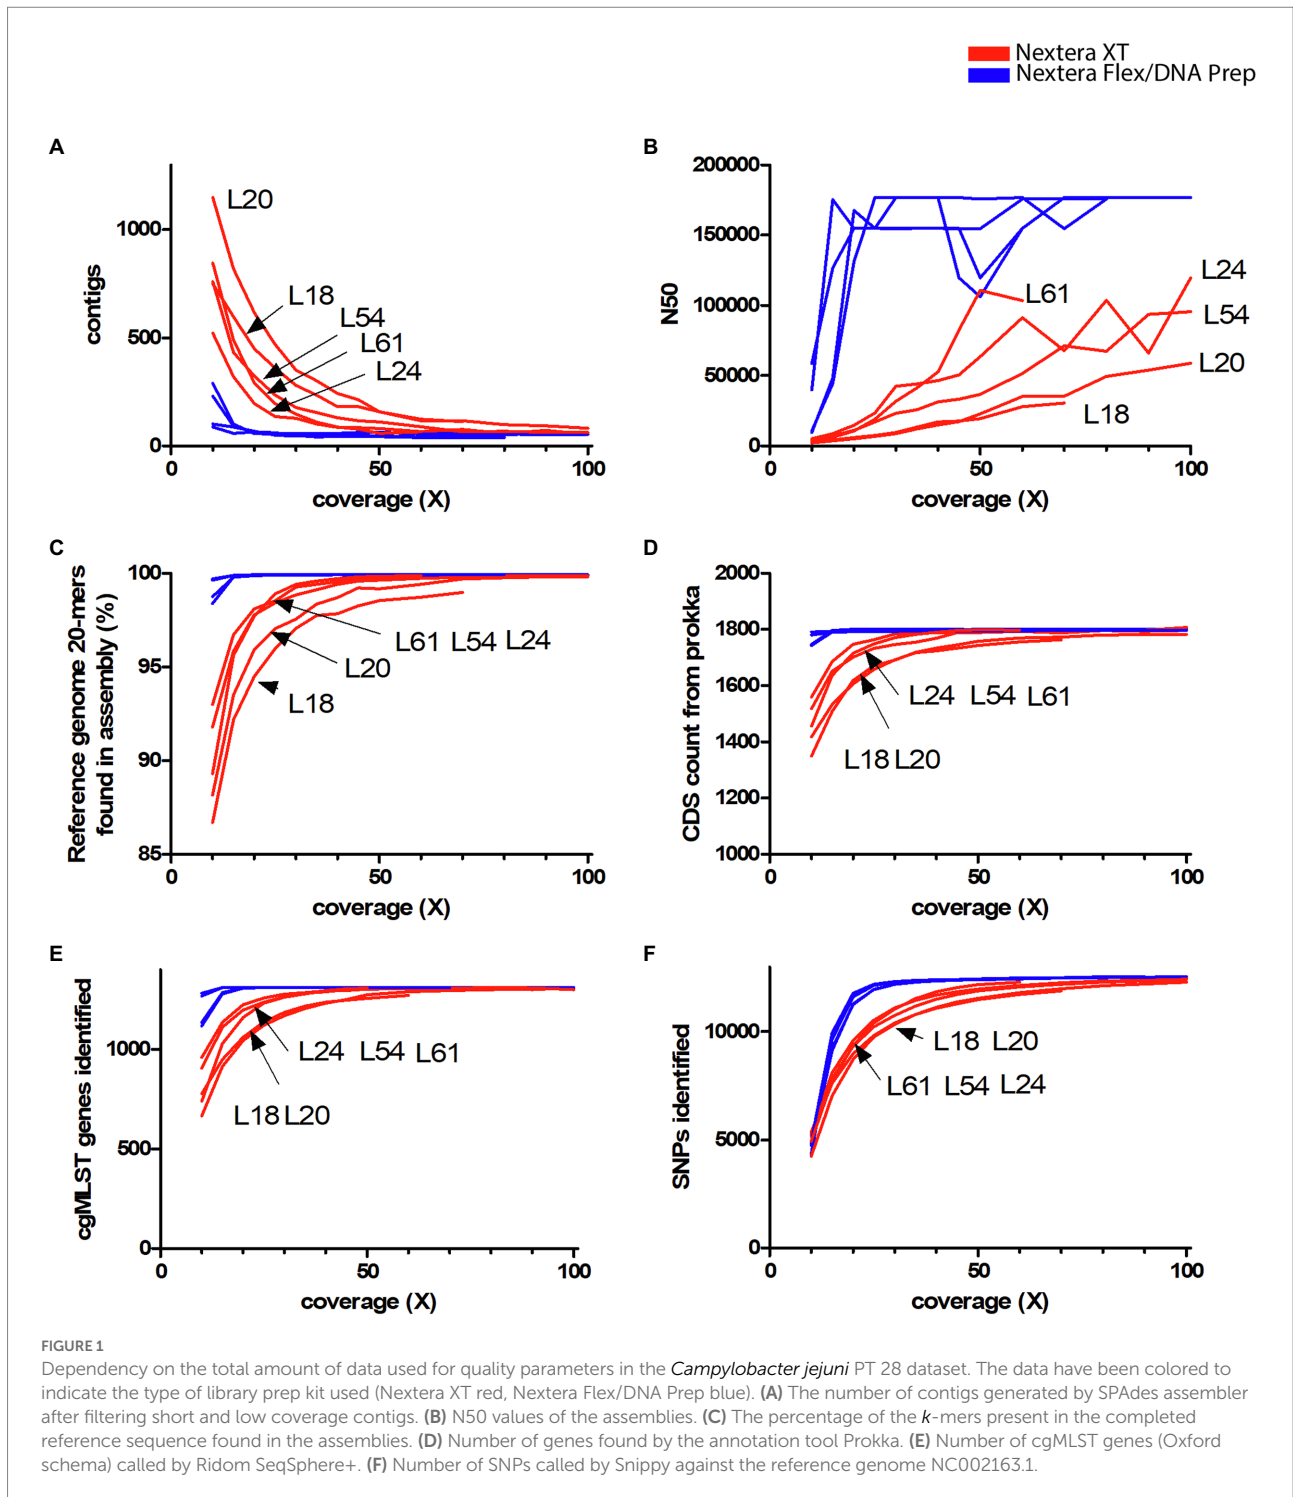 Nextera XT
Nextera Flex/DNA Prep
A
contigs
1000
500
0
0
50
100
coverage (X)
L20
L18
L54
L61
L24
B
N50
200000
150000
100000
50000
0
0
50
100
coverage (X)
L24
L61
L54
L20
L18
C
Reference genome 20-mers
found in assembly (%)
100
95
90
85
0
50
100
coverage (X)
L61 L54 L24
L20
L18
D
CDS count from prokka
2000
1800
1600
1400
1200
1000
0
50
100
coverage (X)
L24 L54 L61
L18 L20
E
cgMLST genes identified
1000
500
0
0
50
100
coverage (X)
L24 L54 L61
L18 L20
F
SNPs identified
10000
5000
0
0
50
100
coverage (X)
L18 L20
L61 L54 L24
FIGURE 1
Dependency on the total amount of data used for quality parameters in the Campylobacter jejuni PT 28 dataset. The data have been colored to
indicate the type of library prep kit used (Nextera XT red, Nextera Flex/DNA Prep blue). (A) The number of contigs generated by SPAdes assembler
after filtering short and low coverage contigs. (B) N50 values of the assemblies. (C) The percentage of the k-mers present in the completed
reference sequence found in the assemblies. (D) Number of genes found by the annotation tool Prokka. (E) Number of cgMLST genes (Oxford
schema) called by Ridom SeqSphere+. (F) Number of SNPs called by Snippy against the reference genome NC002163.1.